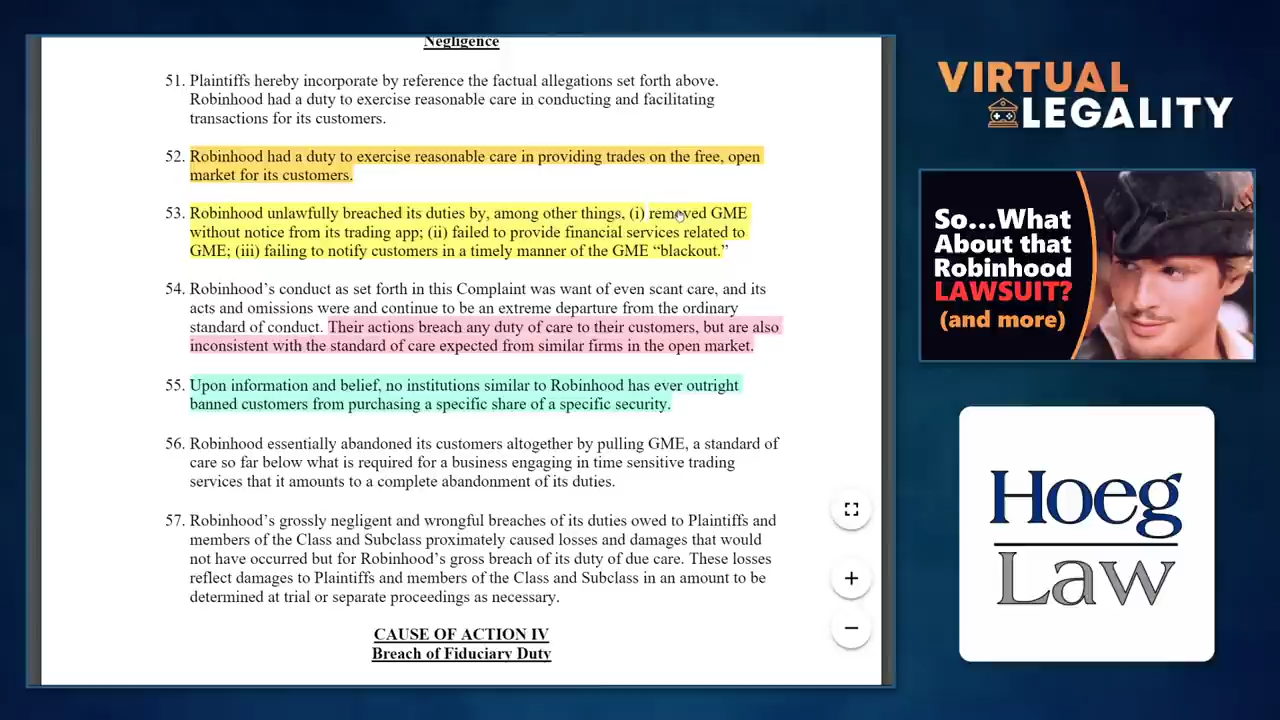 Negligence
51. Plaintiffs hereby incorporate by reference the factual allegations set forth above.
Robinhood had a duty to exercise reasonable care in conducting and facilitating
transactions for its customers.
52. Robinhood had a duty to exercise reasonable care in providing trades on the free, open
market for its customers.
53. Robinhood unlawfully breached its duties by, among other things, (i) removed GME
without notice from its trading app; (ii) failed to provide financial services related to
GME; (iii) failing to notify customers in a timely manner of the GME “blackout.”
54. Robinhood’s conduct as set forth in this Complaint was want of even scant care, and its
acts and omissions were and continue to be an extreme departure from the ordinary
standard of conduct. Their actions breach any duty of care to their customers, but are also
inconsistent with the standard of care expected from similar firms in the open market.
55. Upon information and belief, no institutions similar to Robinhood has ever outright
banned customers from purchasing a specific share of a specific security.
56. Robinhood essentially abandoned its customers altogether by pulling GME, a standard of
care so far below what is required for a business engaging in time sensitive trading
services that it amounts to a complete abandonment of its duties.
57. Robinhood’s grossly negligent and wrongful breaches of its duties owed to Plaintiffs and
members of the Class and Subclass proximately caused losses and damages that would
not have occurred but for Robinhood’s gross breach of its duty of due care. These losses
reflect damages to Plaintiffs and members of the Class and Subclass in an amount to be
determined at trial or separate proceedings as necessary.
CAUSE OF ACTION IV
Breach of Fiduciary Duty
VIRTUAL
LEGALITY
So...What
About that
Robinhood
LAWSUIT?
(and more)
Hoeg
Law